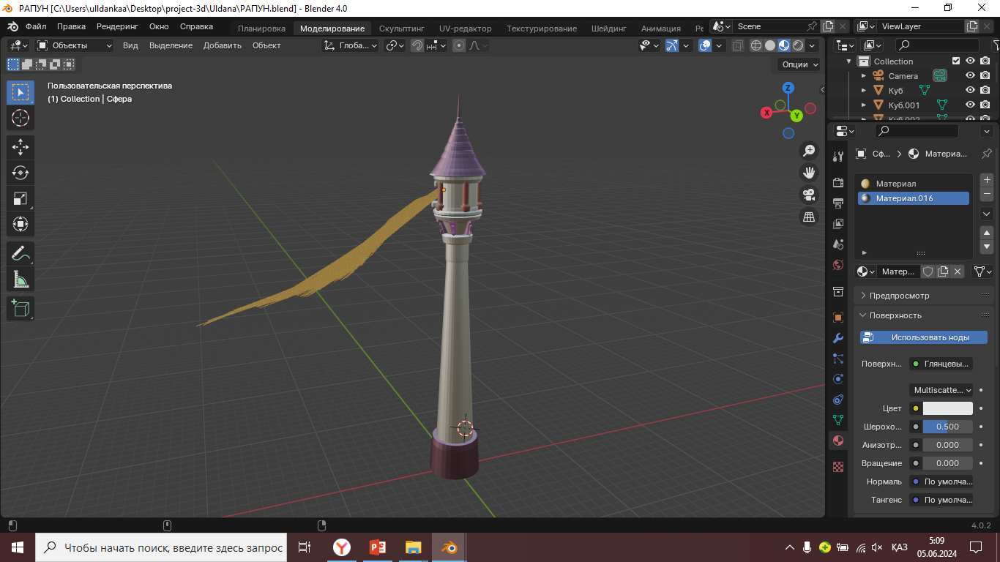 РАПУН [C:\Users\ulldankaa\Desktop\project-3d\Uldana\РАПУН.blend] - Blender 4.0
Файл Правка Рендеринг Окно Справка Планировка Моделирование Скульптинг UV-редактор Текстурирование Шейдинг Анимация Ре Scene ViewLayer
Объекты Вид Выделение Добавить Объект Глоба...
Опции
Пользовательская перспектива
(1) Collection | Сфера
Z
X
Y
Collection
Camera
Куб
Куб.001
Куб.002
Сф... Материа...
Материал
Материал.016
Матер...
Предпросмотр
Поверхность
Использовать ноды
Поверхн... Глянцевы...
Multiscatte...
Цвет
Шерохо... 0.500
Анизотр... 0.000
Вращение 0.000
Нормаль По умолча...
Тангенс По умолча...
4.0.2
Чтобы начать поиск, введите здесь запрос
ҚАЗ
5:09
05.06.2024